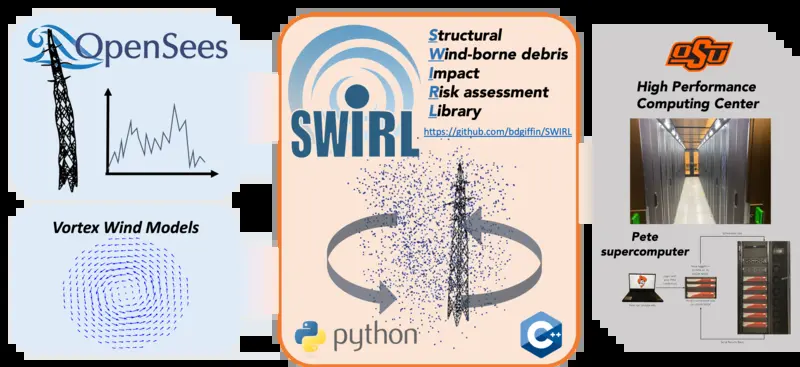 OpenSees
Vortex Wind Models
SWIRL
Structural
Wind-borne debris
Impact
Risk assessment
Library
https://github.com/bdgiffin/SWIRL
python
C++
OSU
High Performance
Computing Center
Pete
supercomputer